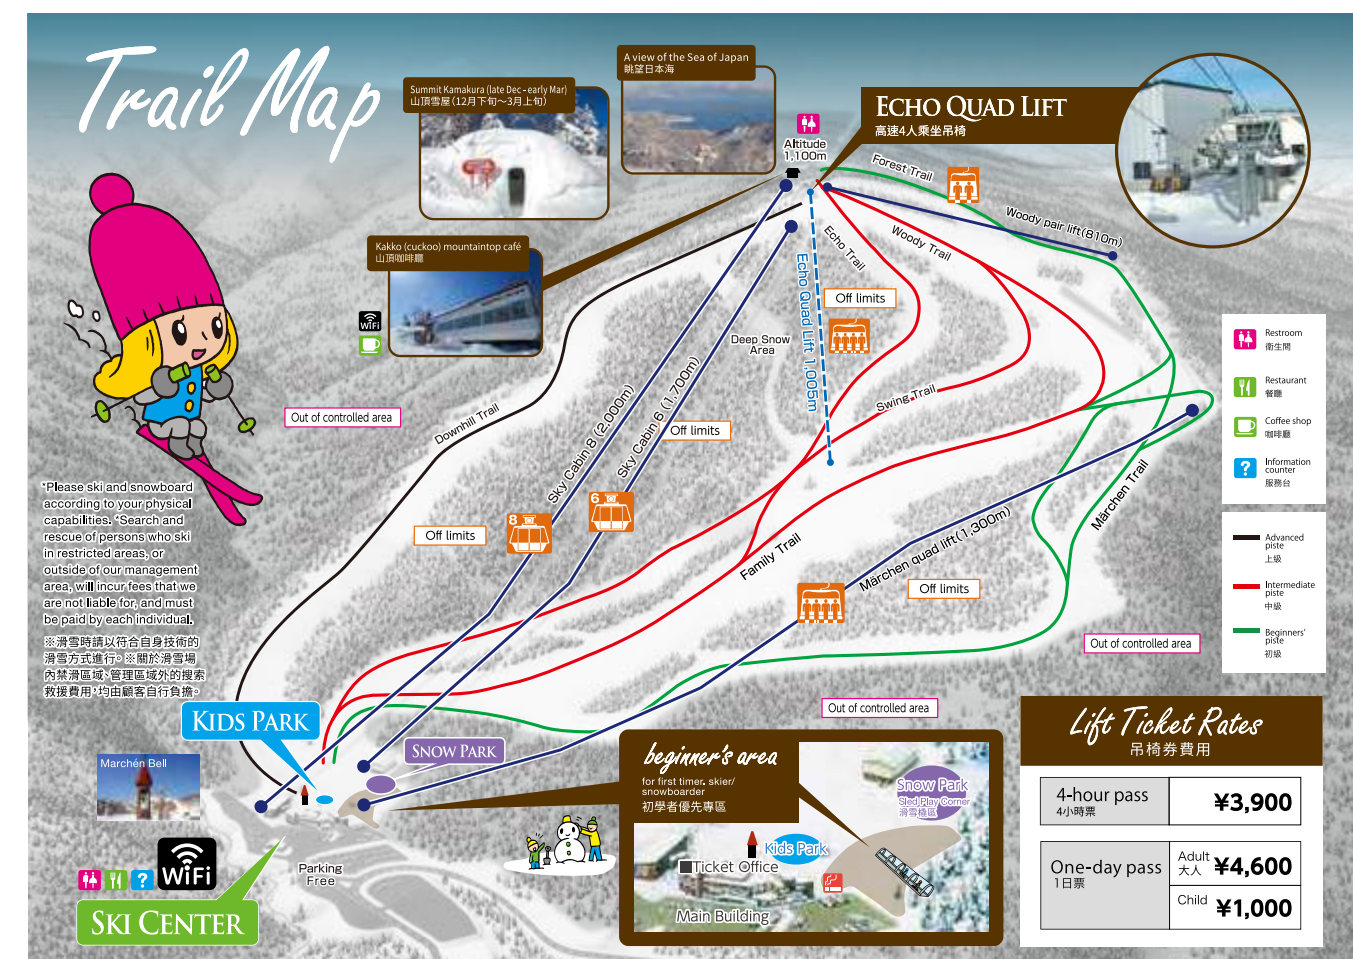 Trail Map
Summit Kamakura (late Dec - early Mar)
山頂雪屋(12月下旬～3月上旬)
A view of the Sea of Japan
眺望日本海
Altitude
1,100m
ECHO QUAD LIFT
高速4人乘坐吊椅
Forest Trail
Woody pair lift(810m)
Woody Trail
Echo Trail
Echo Quad Lift 1,005m
Kakko (cuckoo) mountaintop café
山頂咖啡廳
WiFi
Off limits
Deep Snow
Area
Swing Trail
Out of controlled area
Downhill Trail
Sky Cabin 8 (2,000m)
Sky Cabin 6 (1,700m)
Off limits
8
6
Off limits
Family Trail
Märchen quad lift(1,300m)
Märchen Trail
Off limits
Out of controlled area
Out of controlled area
Restroom
衛生間
Restaurant
餐廳
Coffee shop
咖啡廳
?
Information
counter
服務台
Advanced
piste
上級
Intermediate
piste
中級
Beginners'
piste
初級
*Please ski and snowboard
according to your physical
capabilities. *Search and
rescue of persons who ski
in restricted areas, or
outside of our management
area, will incur fees that we
are not liable for, and must
be paid by each individual.
※滑雪時請以符合自身技術的
滑雪方式進行。※關於滑雪場
內禁滑區域、管理區域外的搜索
救援費用，均由顧客自行負擔。
KIDS PARK
SNOW PARK
Marchén Bell
Parking
Free
?
WiFi
SKI CENTER
beginner's area
for first timer, skier/
snowboarder
初學者優先專區
Snow Park
Sled Play Corner
滑雪橇區
Kids Park
Ticket Office
Main Building
Lift Ticket Rates
吊椅券費用
4-hour pass
4小時票
¥3,900
One-day pass
1日票
Adult
大人
¥4,600
Child
¥1,000